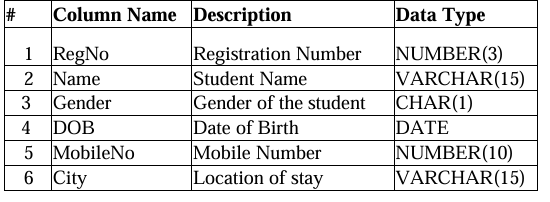 # Column Name Description Data Type
1 RegNo Registration Number NUMBER(3)
2 Name Student Name VARCHAR(15)
3 Gender Gender of the student CHAR(1)
4 DOB Date of Birth DATE
5 MobileNo Mobile Number NUMBER(10)
6 City Location of stay VARCHAR(15)